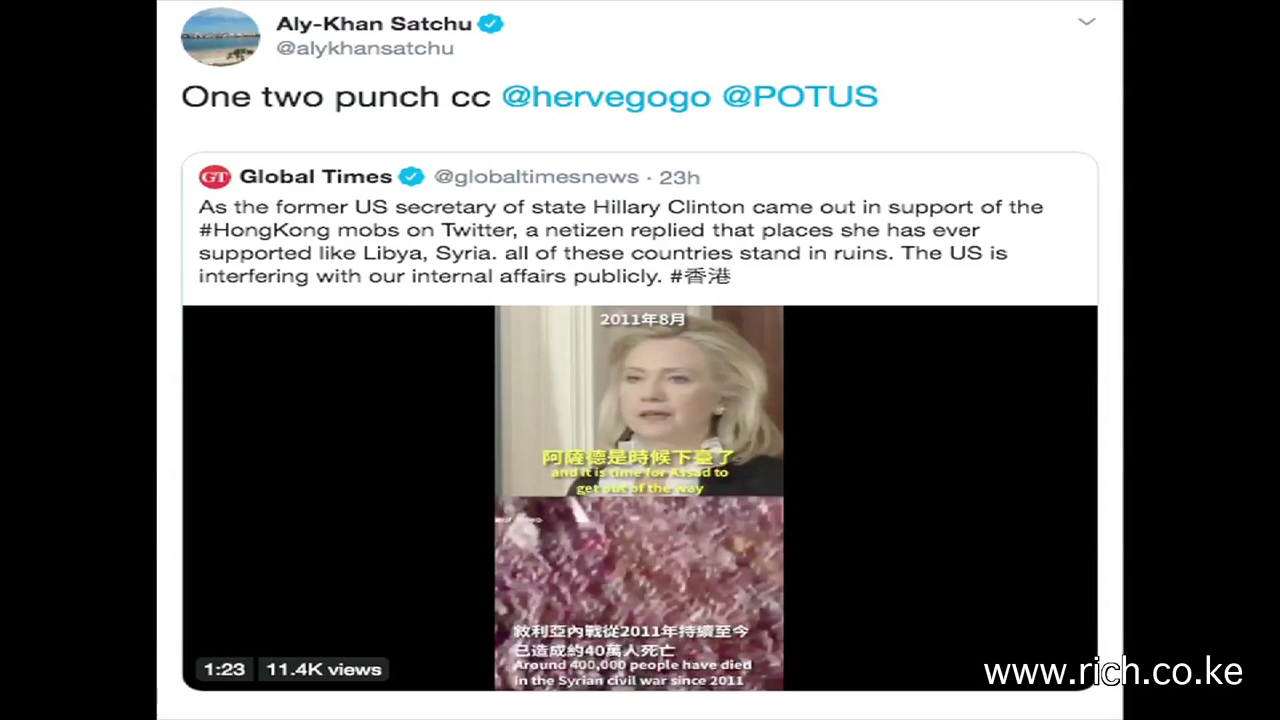 Aly-Khan Satchu
@alykhansatchu
One two punch cc @hervegogo @POTUS
GT Global Times @globaltimesnews · 23h
As the former US secretary of state Hillary Clinton came out in support of the
#HongKong mobs on Twitter, a netizen replied that places she has ever
supported like Libya, Syria. all of these countries stand in ruins. The US is
interfering with our internal affairs publicly. #香港
2011年8月
阿薩德是時候下臺了
and it is time for Assad to
get out of the way
敘利亞內戰從2011年持續至今
已造成約40萬人死亡
Around 400,000 people have died
in the Syrian civil war since 2011
1:23 11.4K views
www.rich.co.ke